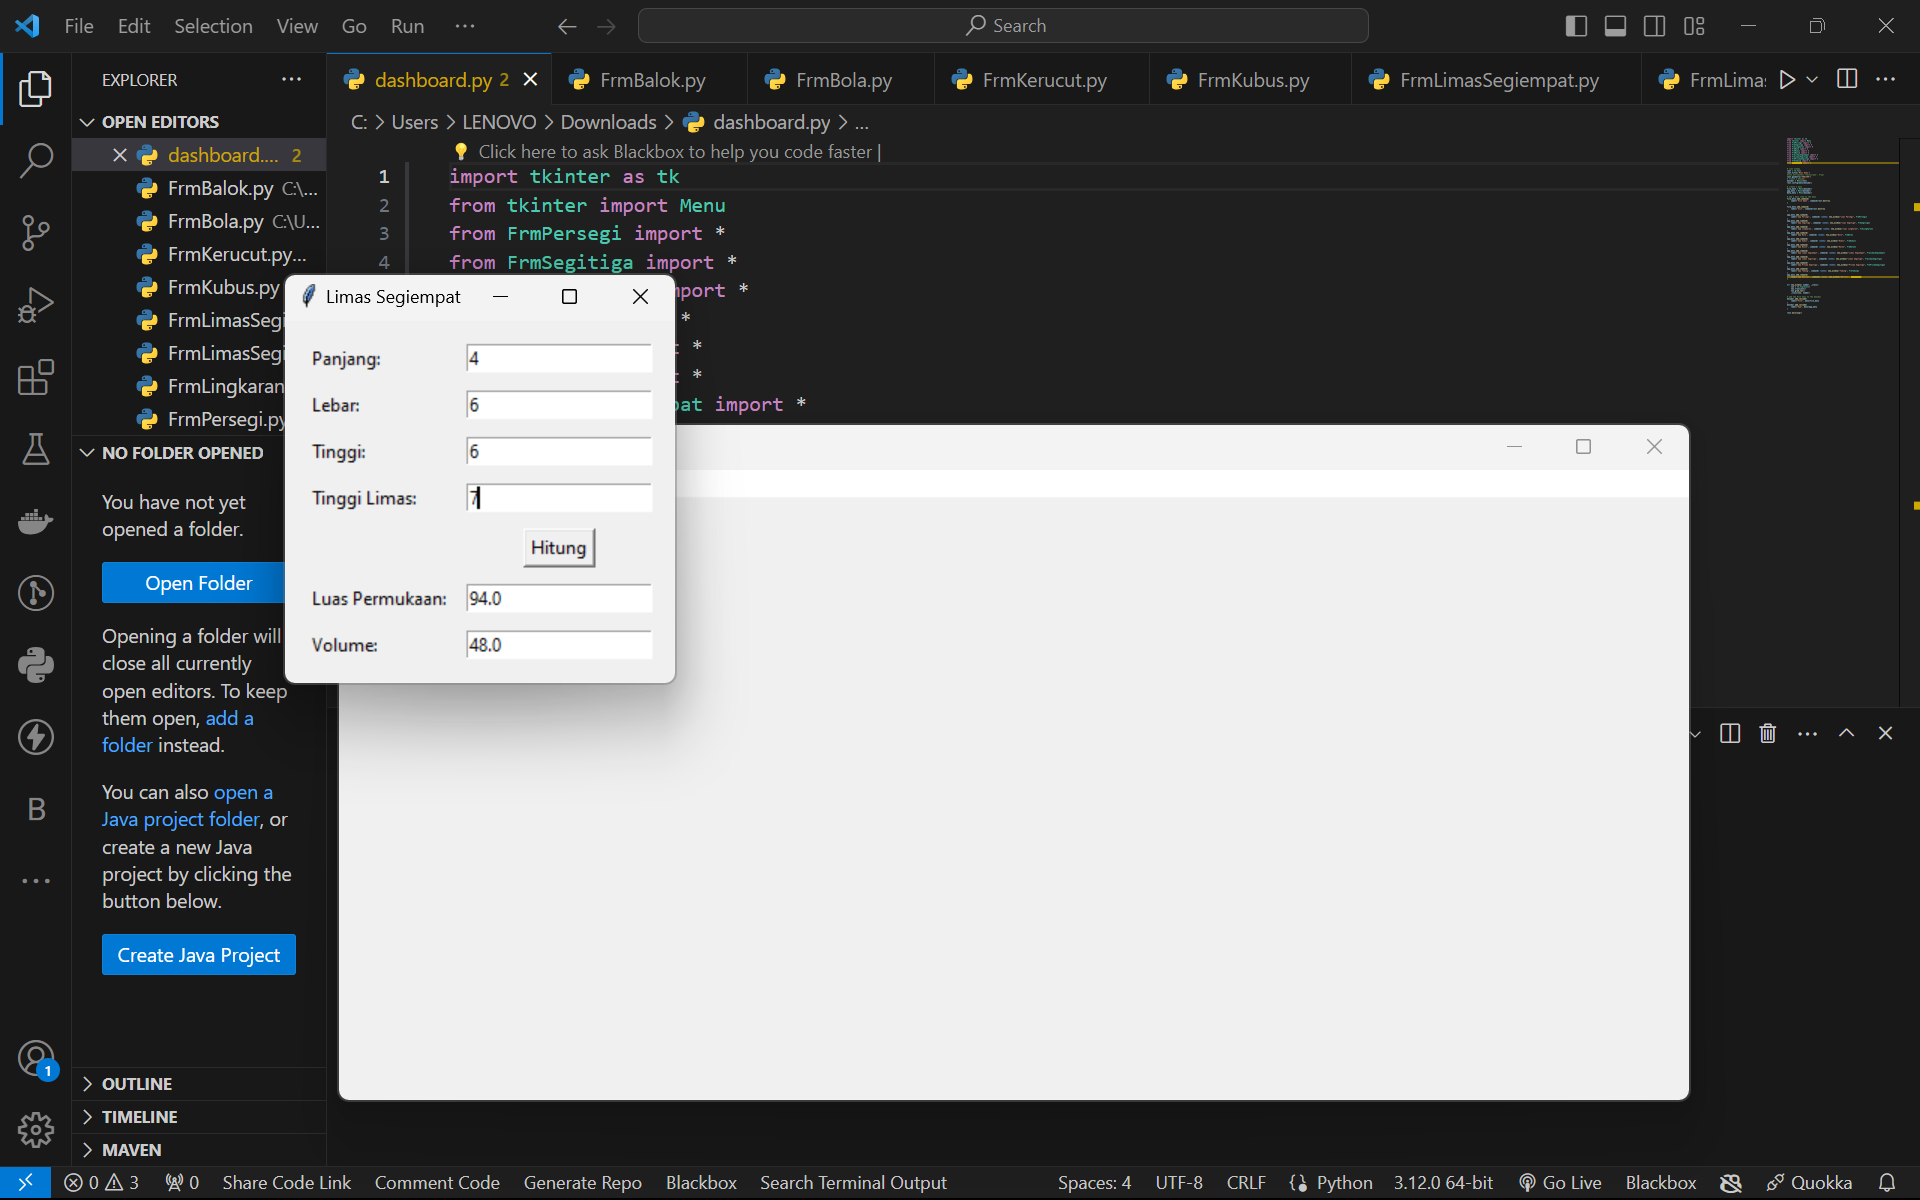 File Edit Selection View Go Run ...
Search
EXPLORER ...
dashboard.py 2
FrmBalok.py
FrmBola.py
FrmKerucut.py
FrmKubus.py
FrmLimasSegiempat.py
FrmLimas
OPEN EDITORS
dashboard.... 2
FrmBalok.py C:\...
FrmBola.py C:\U...
FrmKerucut.py...
FrmKubus.py
FrmLimasSegi
FrmLimasSegi
FrmLingkaran
FrmPersegi.py
C: > Users > LENOVO > Downloads > dashboard.py > ...
Click here to ask Blackbox to help you code faster |
1 import tkinter as tk
2 from tkinter import Menu
3 from FrmPersegi import *
4 from FrmSegitiga import *
port *
*
*
*
pat import *
Limas Segiempat
Panjang: 4
Lebar: 6
Tinggi: 6
Tinggi Limas: 7
Hitung
Luas Permukaan: 94.0
Volume: 48.0
NO FOLDER OPENED
You have not yet
opened a folder.
Open Folder
Opening a folder will
close all currently
open editors. To keep
them open, add a
folder instead.
You can also open a
Java project folder, or
create a new Java
project by clicking the
button below.
Create Java Project
B
1
OUTLINE
TIMELINE
MAVEN
0 3 0 Share Code Link Comment Code Generate Repo Blackbox Search Terminal Output Spaces: 4 UTF-8 CRLF Python 3.12.0 64-bit Go Live Blackbox Quokka